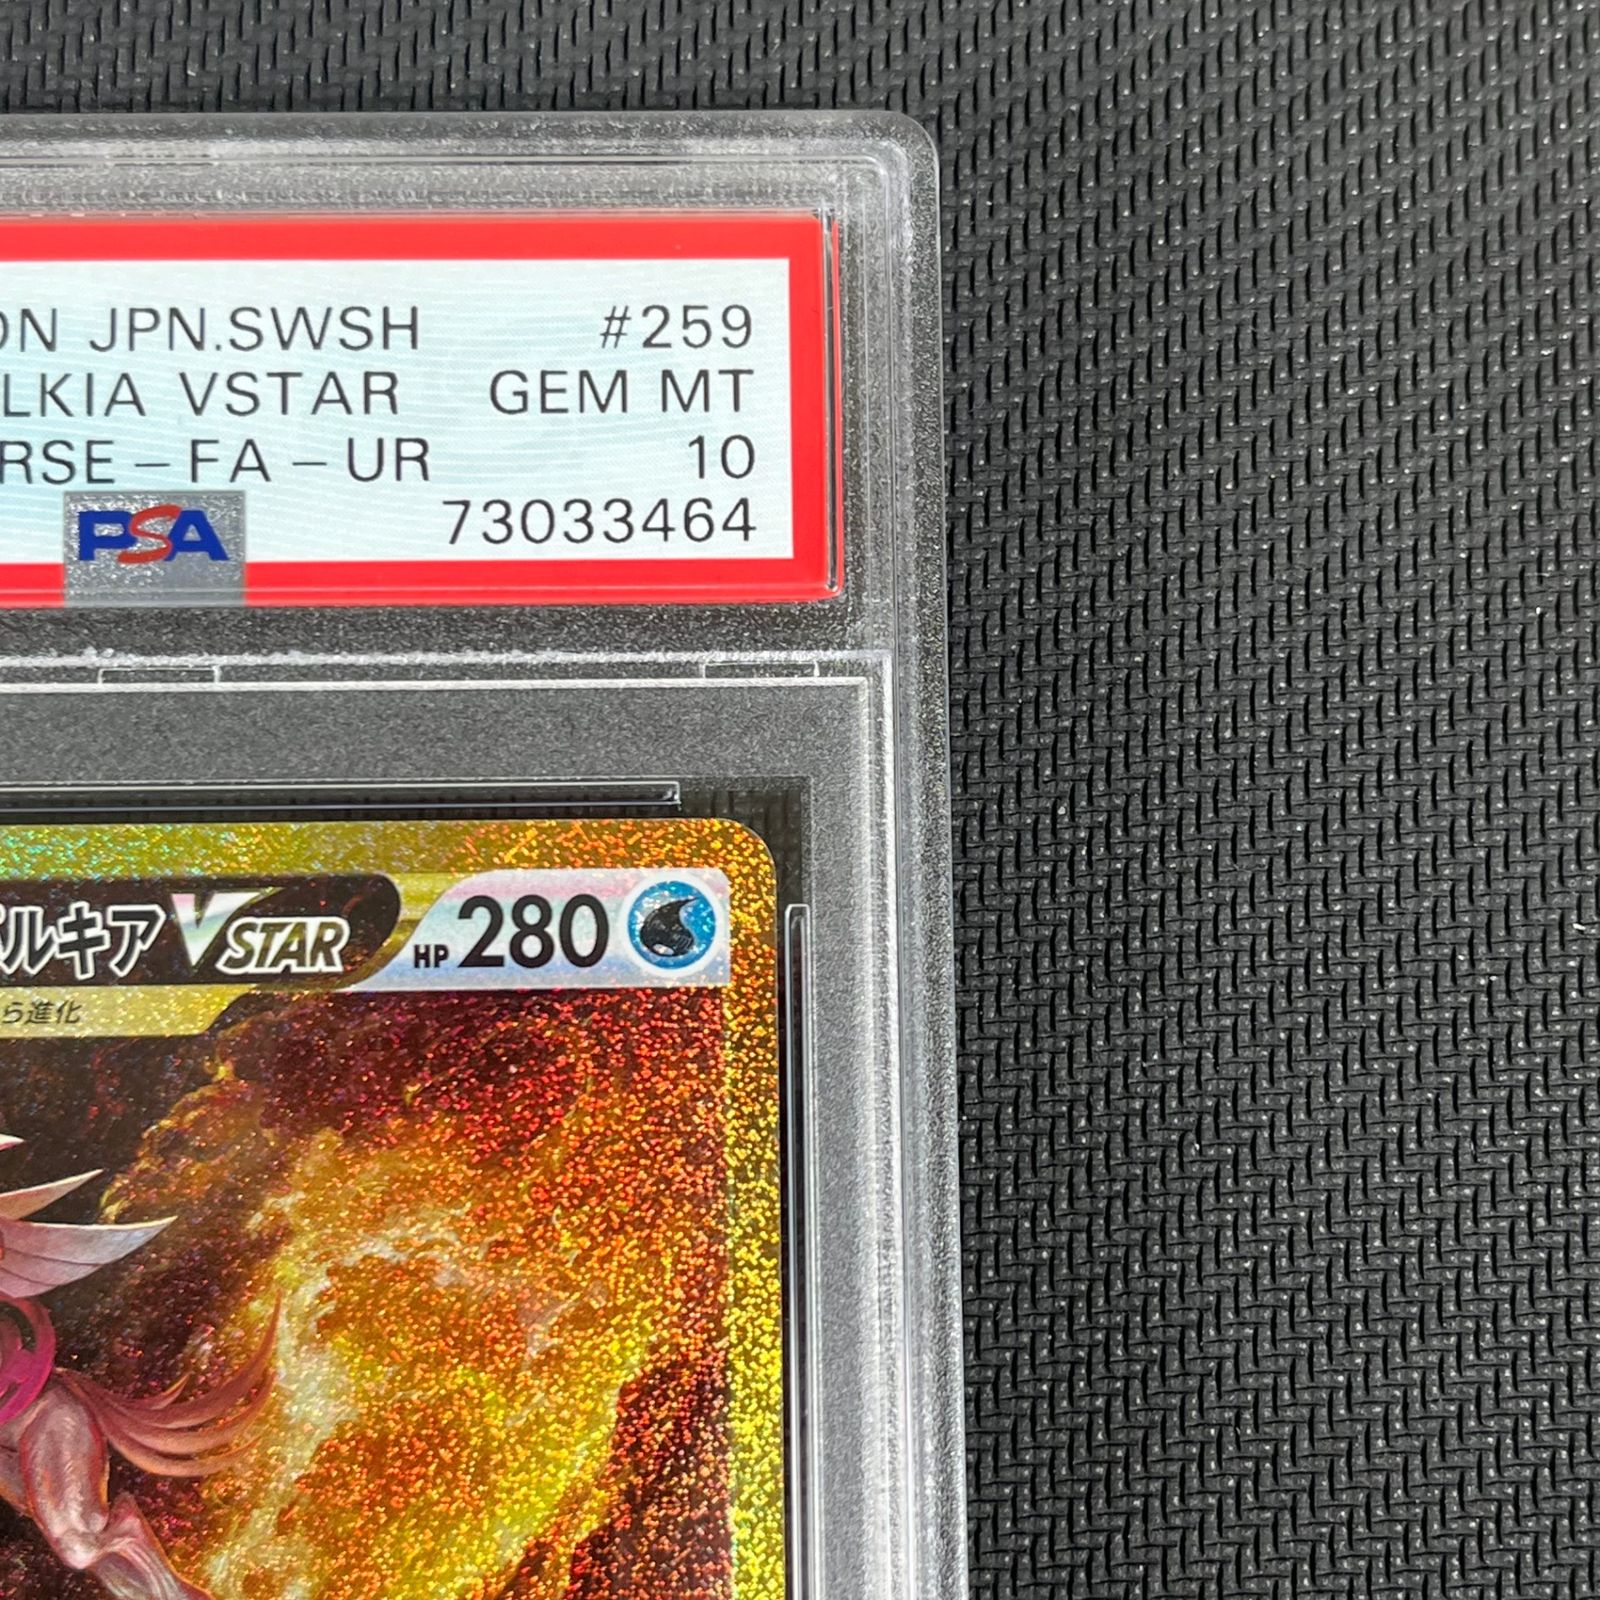 ON JPN.SWSH #259
LKIA VSTAR GEM MT
RSE-FA-UR 10
PSA 73033464
パルキア VSTAR HP 280
ら進化